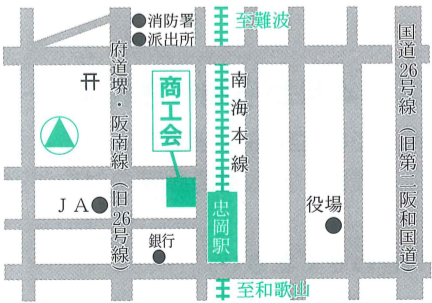 消防署
派出所
至難波
府道堺・阪南線（旧26号線）
商工会
南海本線
国道26号線（旧第二阪和国道）
JA
忠岡駅
役場
銀行
至和歌山